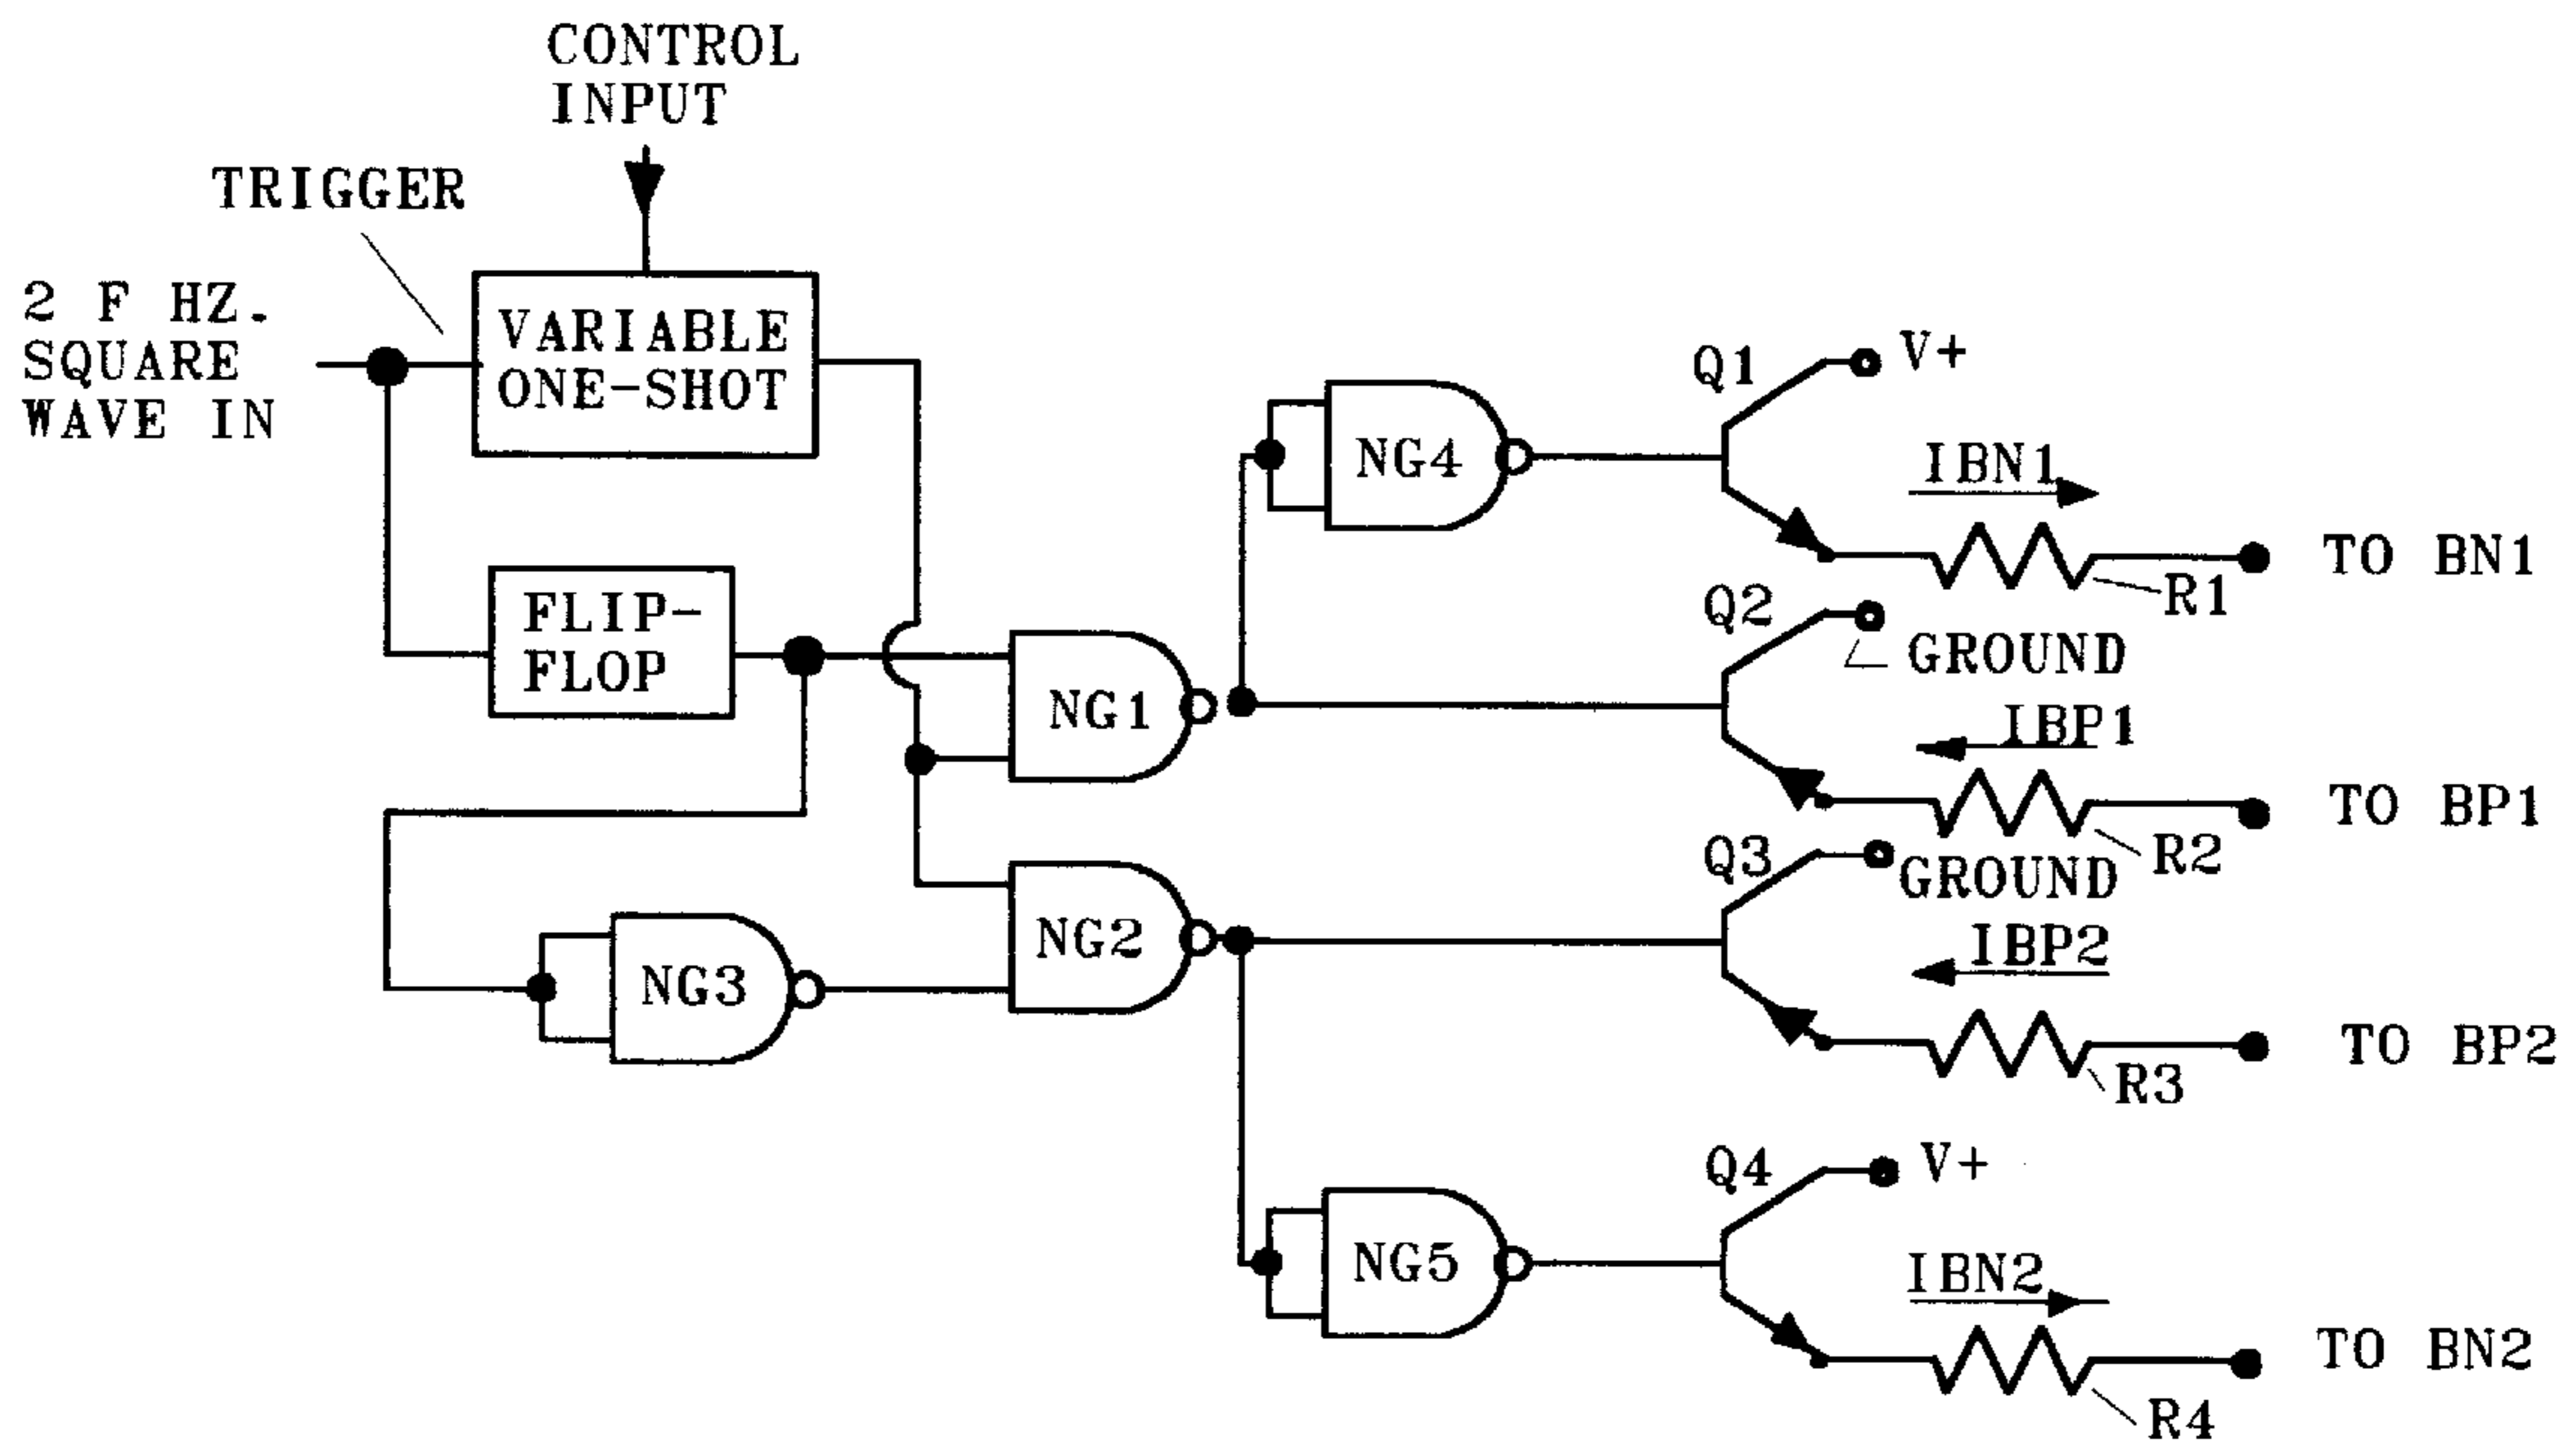 CONTROL
INPUT
TRIGGER
2 F HZ.
SQUARE
WAVE IN
VARIABLE
ONE-SHOT
FLIP-
FLOP
NG1
NG2
NG3
NG4
NG5
Q1
V+
IBN1
R1
TO BN1
Q2
GROUND
IBP1
R2
TO BP1
Q3
GROUND
IBP2
R3
TO BP2
Q4
V+
IBN2
R4
TO BN2